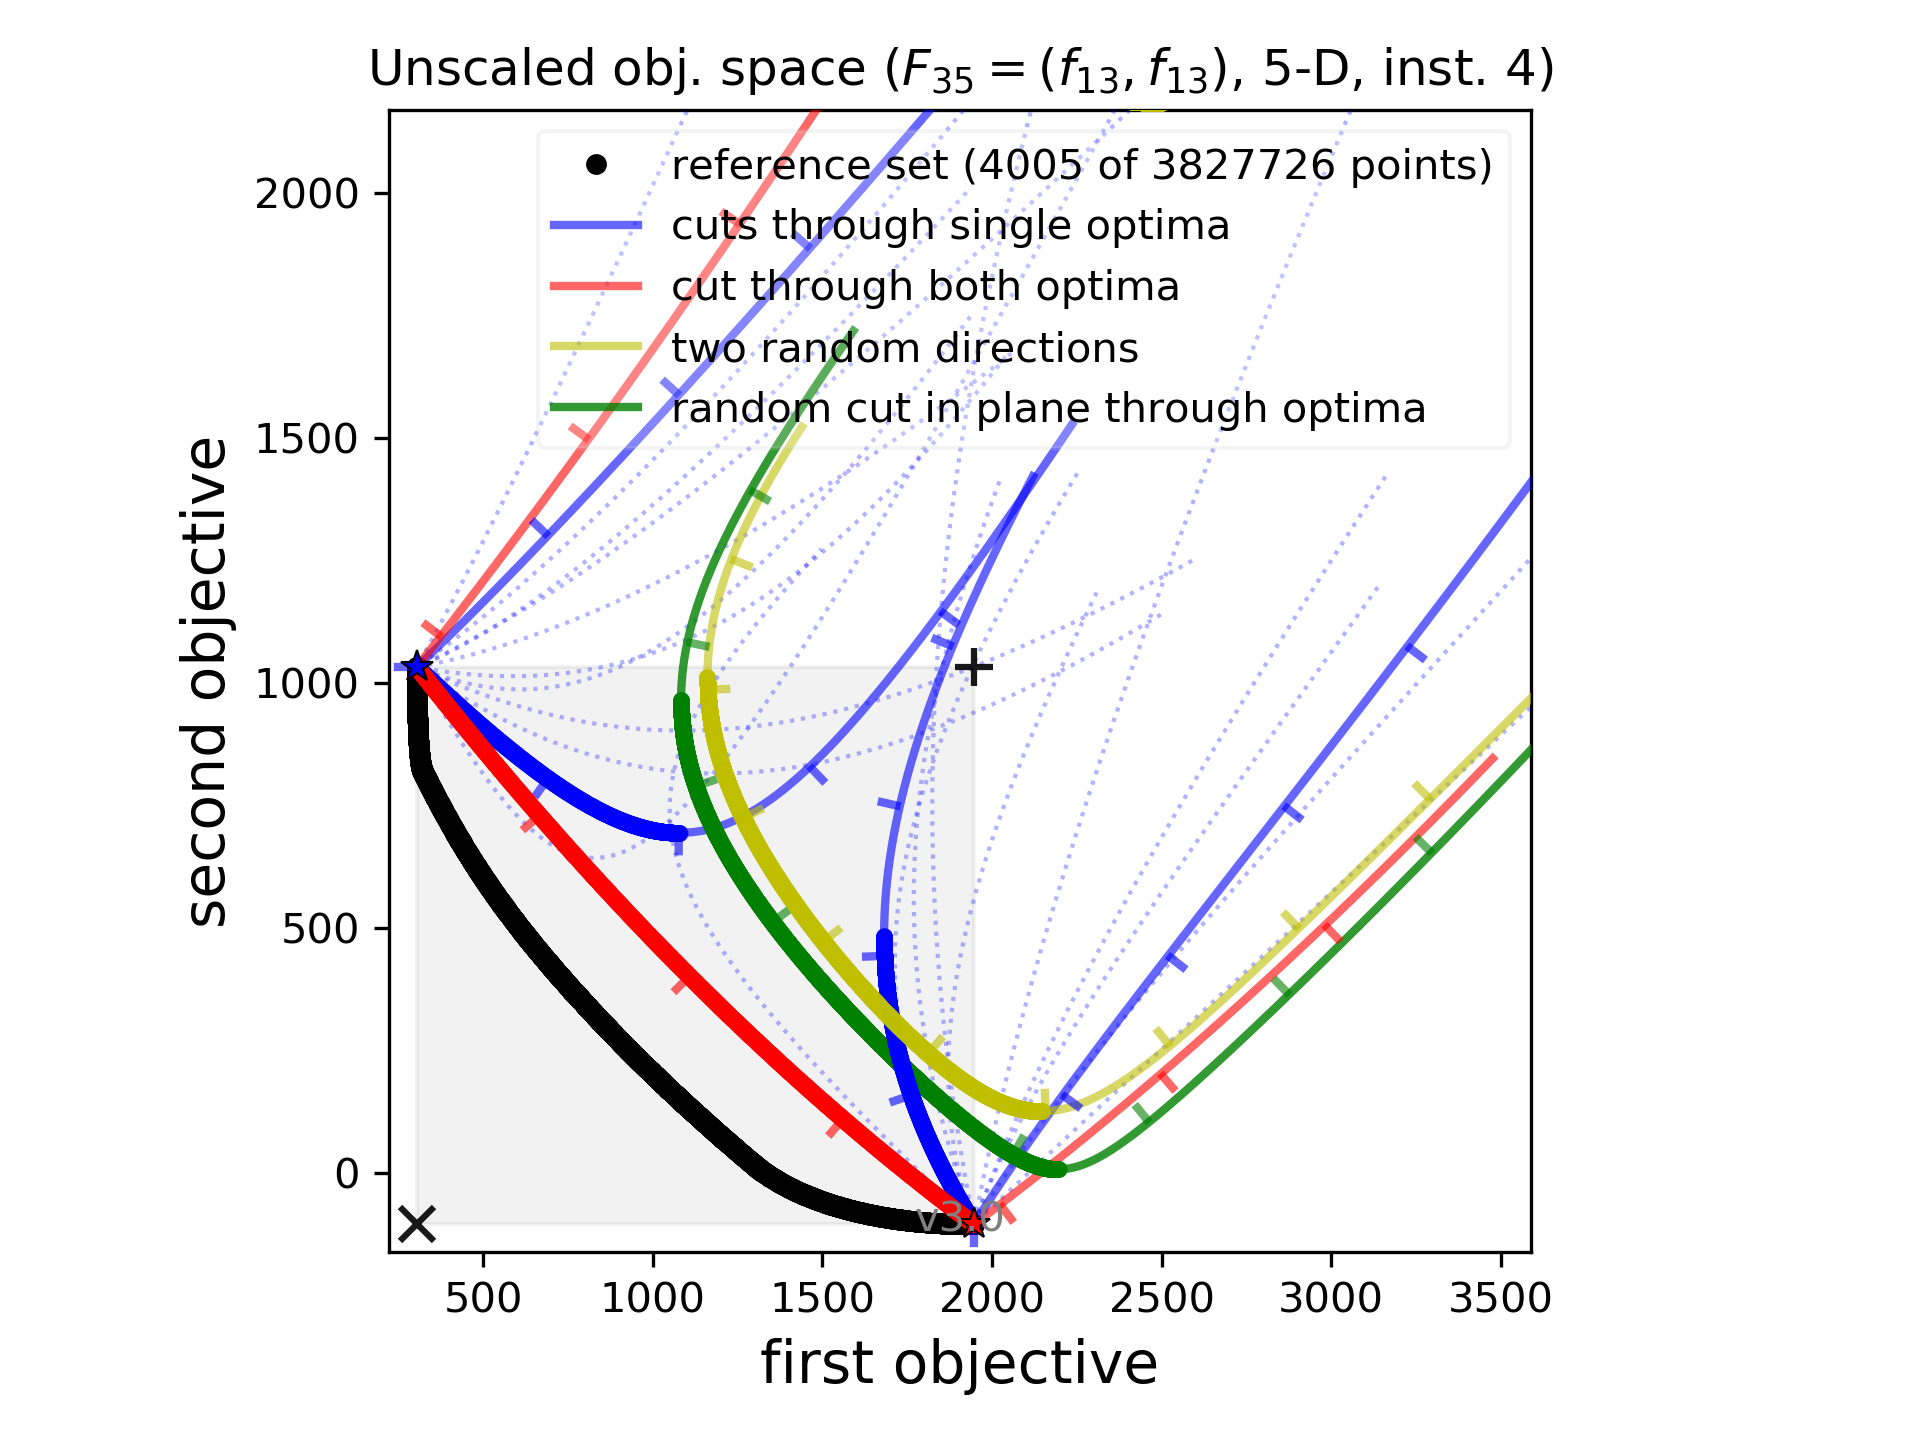 Unscaled obj. space (F35 = (f13, f13), 5-D, inst. 4)
reference set (4005 of 3827726 points)
cuts through single optima
cut through both optima
two random directions
random cut in plane through optima
second objective
2000
1500
1000
500
0
v3.0
500 1000 1500 2000 2500 3000 3500
first objective